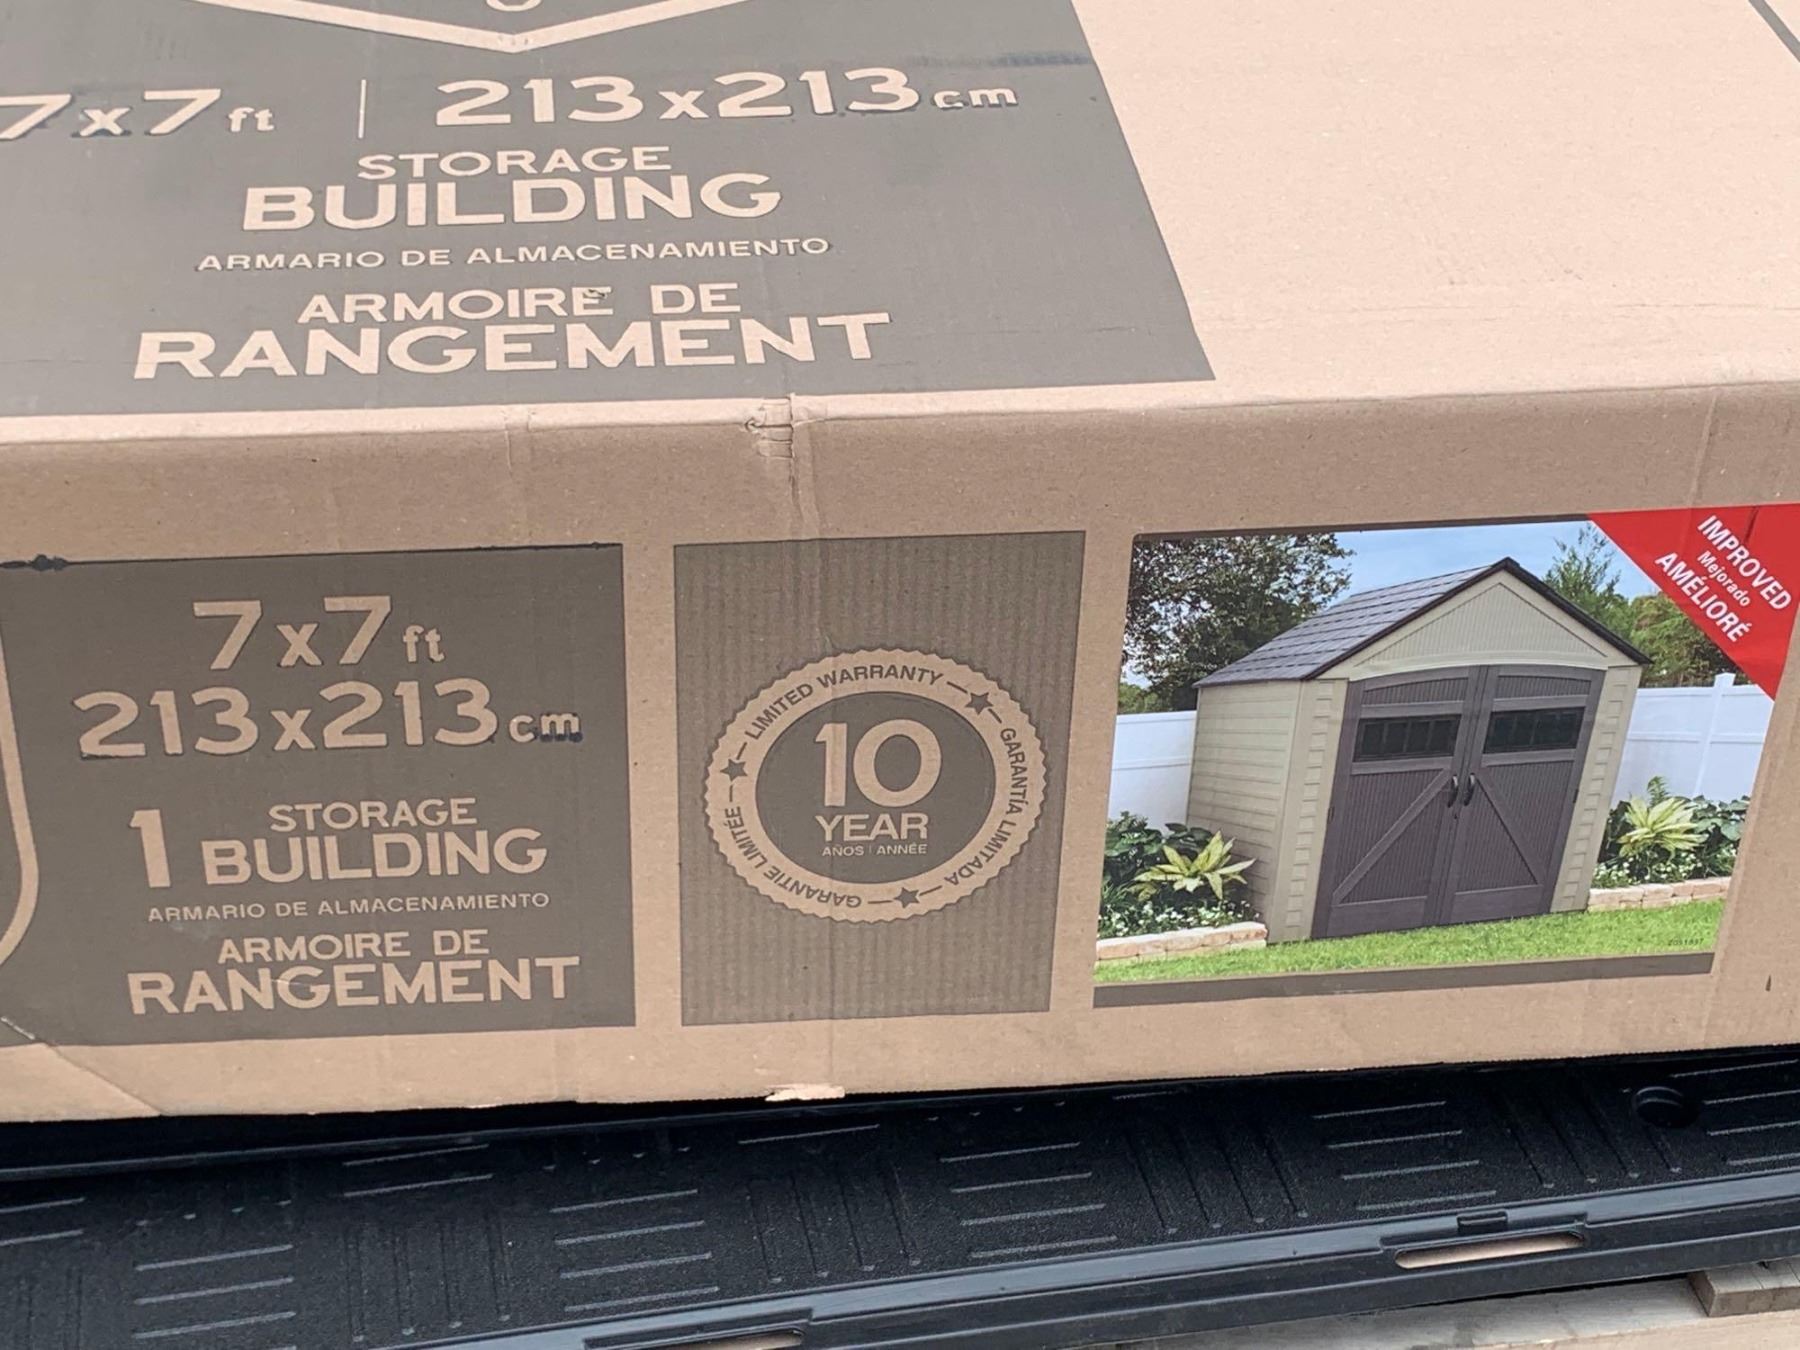 7x7 ft | 213x213 cm
STORAGE
BUILDING
ARMARIO DE ALMACENAMIENTO
ARMOIRE DE
RANGEMENT
7x7 ft
213x213 cm
1 STORAGE
BUILDING
ARMARIO DE ALMACENAMIENTO
ARMOIRE DE
RANGEMENT
LIMITED WARRANTY
GARANTÍA LIMITADA
GARANTIE LIMITÉE
10
YEAR
AÑOS | ANNÉE
IMPROVED
Mejorado
AMÉLIORÉ